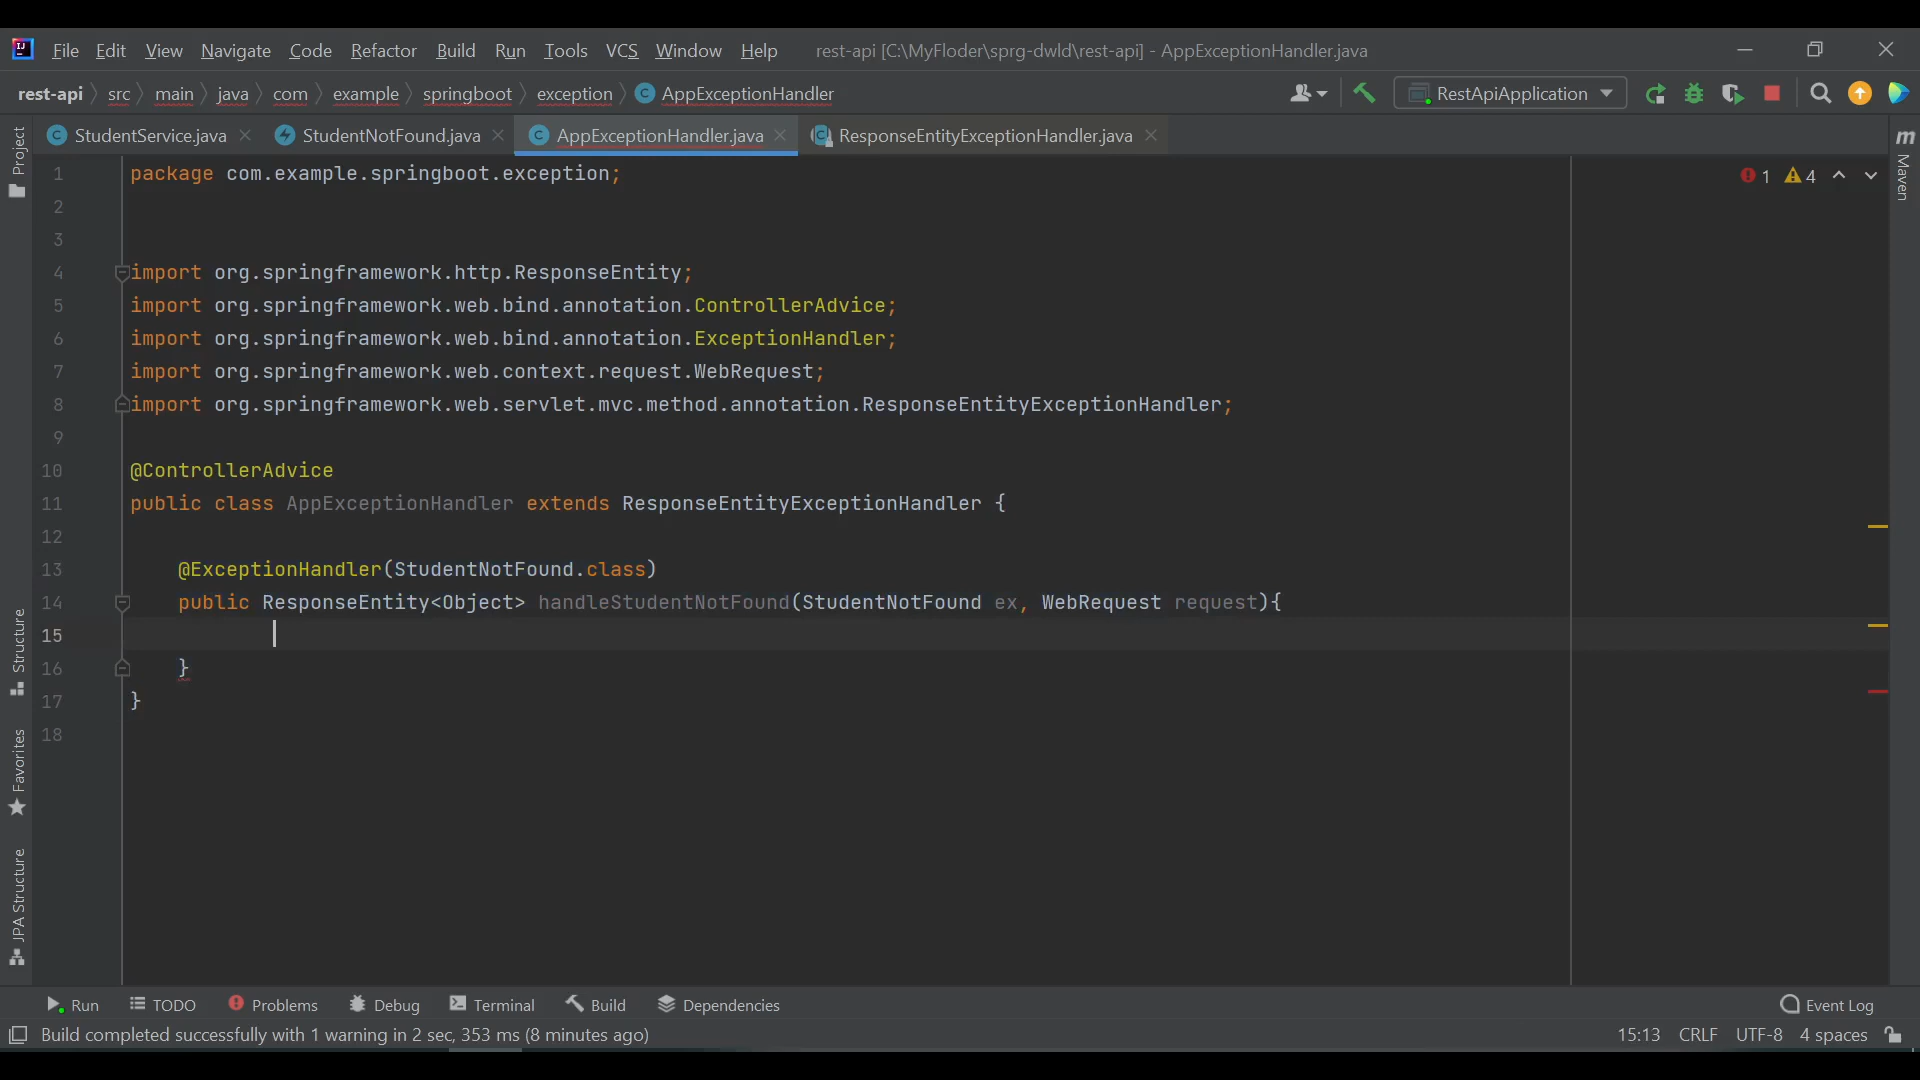 File Edit View Navigate Code Refactor Build Run Tools VCS Window Help rest-api [C:\MyFloder\sprg-dwld\rest-api] - AppExceptionHandler.java
rest-api src main java com example springboot exception C AppExceptionHandler RestApiApplication
Project C StudentService.java StudentNotFound.java C AppExceptionHandler.java C ResponseEntityExceptionHandler.java m Maven
1 package com.example.springboot.exception; 1 4
2
3
4 import org.springframework.http.ResponseEntity;
5 import org.springframework.web.bind.annotation.ControllerAdvice;
6 import org.springframework.web.bind.annotation.ExceptionHandler;
7 import org.springframework.web.context.request.WebRequest;
8 import org.springframework.web.servlet.mvc.method.annotation.ResponseEntityExceptionHandler;
9
10 @ControllerAdvice
11 public class AppExceptionHandler extends ResponseEntityExceptionHandler {
12
13 @ExceptionHandler(StudentNotFound.class)
14 public ResponseEntity<Object> handleStudentNotFound(StudentNotFound ex, WebRequest request){
15
16 }
17 }
18
Structure
Favorites
JPA Structure
Run TODO Problems Debug Terminal Build Dependencies Event Log
Build completed successfully with 1 warning in 2 sec, 353 ms (8 minutes ago) 15:13 CRLF UTF-8 4 spaces